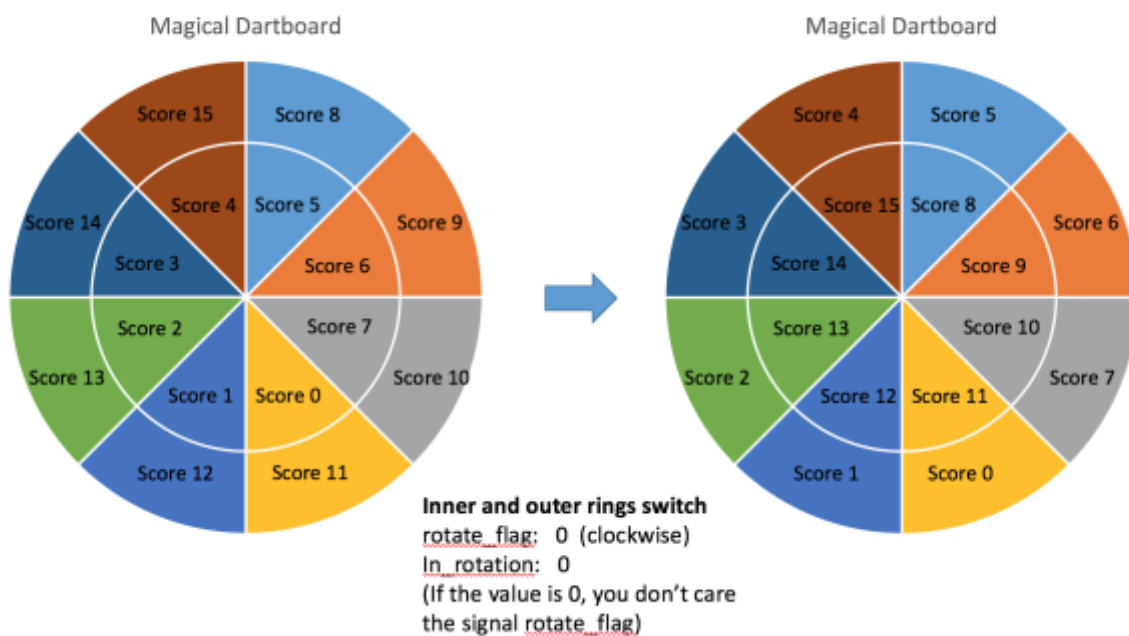 Magical Dartboard
Score 15
Score 8
Score 14
Score 4
Score 5
Score 9
Score 3
Score 6
Score 2
Score 7
Score 13
Score 1
Score 0
Score 10
Score 12
Score 11
Magical Dartboard
Score 4
Score 5
Score 3
Score 15
Score 8
Score 6
Score 14
Score 9
Score 13
Score 10
Score 2
Score 12
Score 11
Score 7
Score 1
Score 0
Inner and outer rings switch
rotate_flag: 0 (clockwise)
In_rotation: 0
(If the value is 0, you don't care
the signal rotate_flag)